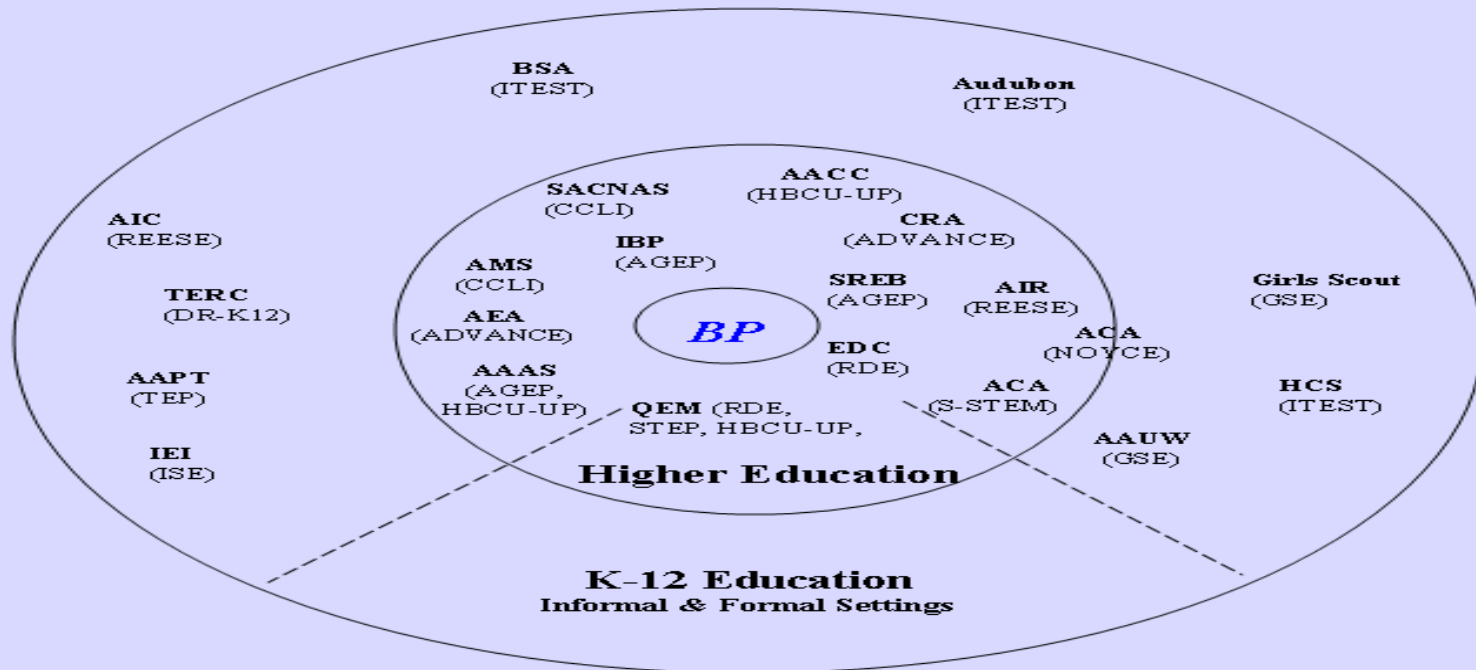 BSA
(ITEST)
Audubon
(ITEST)
SACNAS
(CCLI)
AACC
(HBCU-UP)
AIC
(REESE)
IBP
(AGEP)
CRA
(ADVANCE)
AMS
(CCLI)
SREB
(AGEP)
AIR
(REESE)
Girls Scout
(GSE)
TERC
(DR-K12)
AEA
(ADVANCE)
BP
EDC
(RDE)
ACA
(NOYCE)
AAPT
(TEP)
AAAS
(AGEP,
HBCU-UP)
QEM (RDE,
STEP, HBCU-UP,
ACA
(S-STEM)
HCS
(ITEST)
IEI
(ISE)
AAUW
(GSE)
Higher Education
K-12 Education
Informal & Formal Settings